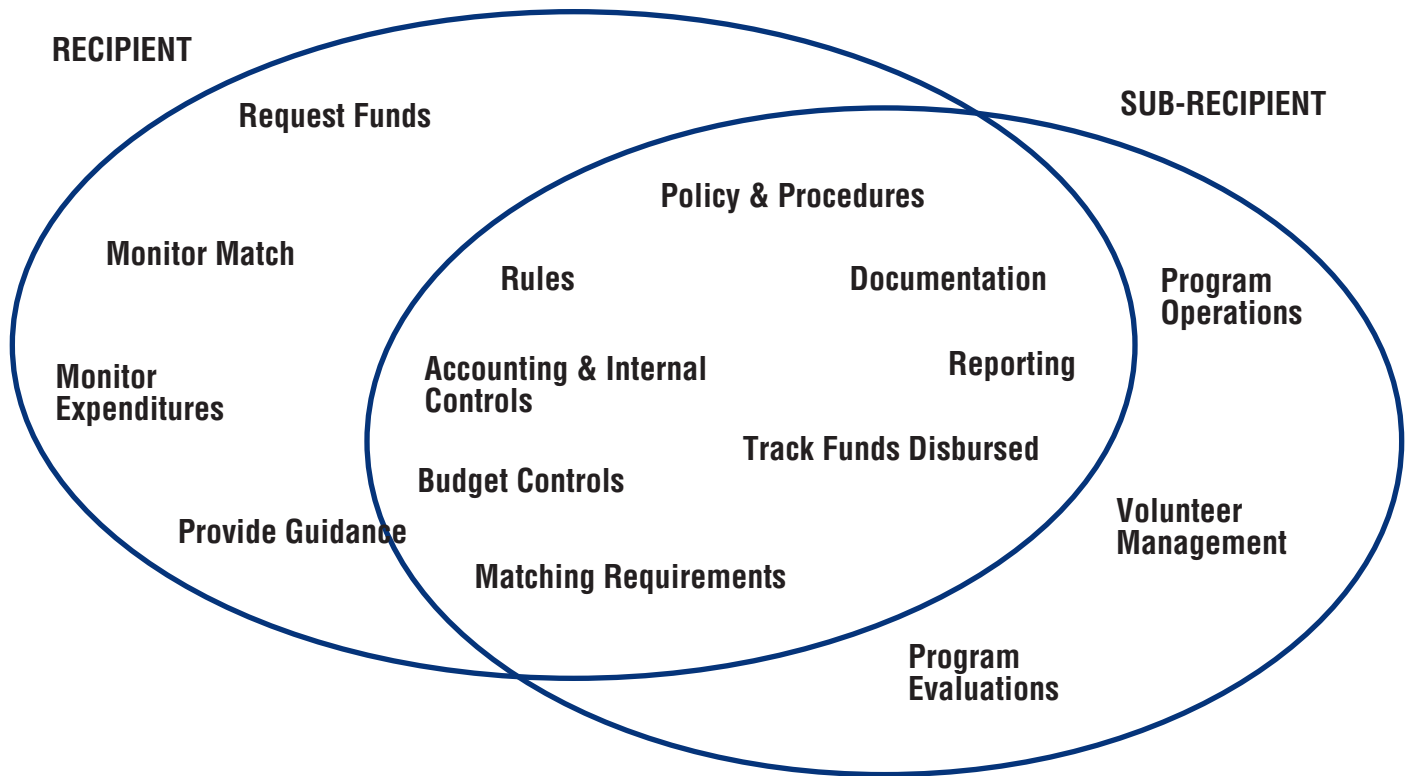 RECIPIENT
Request Funds
Monitor Match
Monitor
Expenditures
Provide Guidance
Policy & Procedures
Rules
Documentation
Accounting & Internal
Controls
Reporting
Track Funds Disbursed
Budget Controls
Matching Requirements
SUB-RECIPIENT
Program
Operations
Volunteer
Management
Program
Evaluations